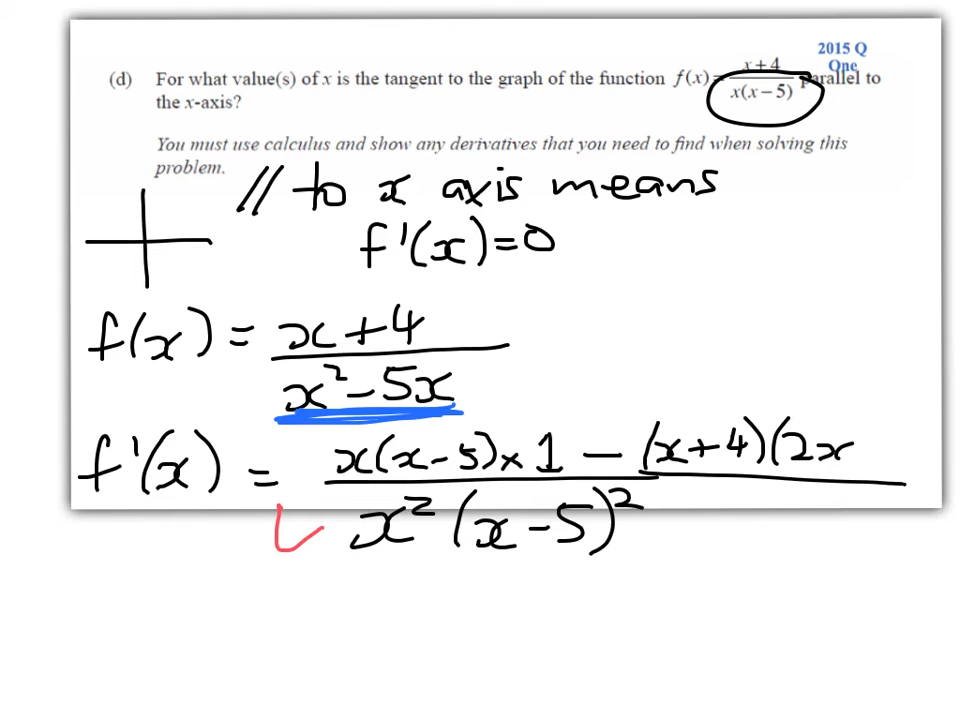 2015 Q
One
(d) For what value(s) of x is the tangent to the graph of the function f(x) = x + 4 / x(x – 5) parallel to
the x-axis?
You must use calculus and show any derivatives that you need to find when solving this
problem.
// to x axis means
f'(x)=0
f(x) = x+4 / x² – 5x
f'(x) = x(x–5)×1 – (x+4)(2x / x² (x–5)²